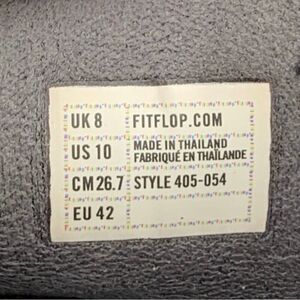 UK 8 FITFLOP.COM
US 10 MADE IN THAILAND
FABRIQUÉ EN THAÏLANDE
CM 26.7 STYLE 405-054
EU 42